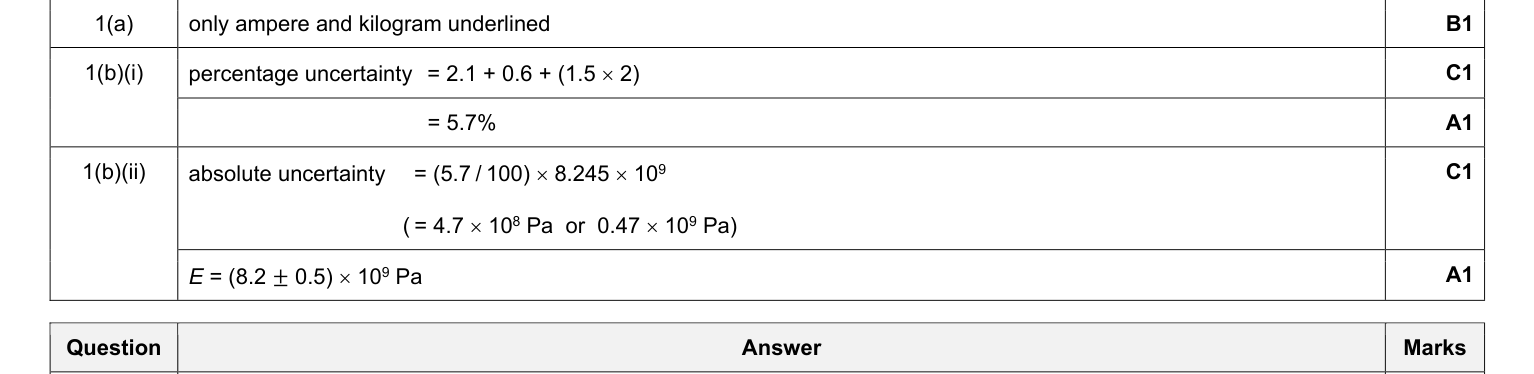 1(a) only ampere and kilogram underlined B1
1(b)(i) percentage uncertainty = 2.1 + 0.6 + (1.5 × 2) C1
= 5.7% A1
1(b)(ii) absolute uncertainty = (5.7 / 100) × 8.245 × 10⁹ C1
( = 4.7 × 10⁸ Pa or 0.47 × 10⁹ Pa)
E = (8.2 ± 0.5) × 10⁹ Pa A1
Question Answer Marks